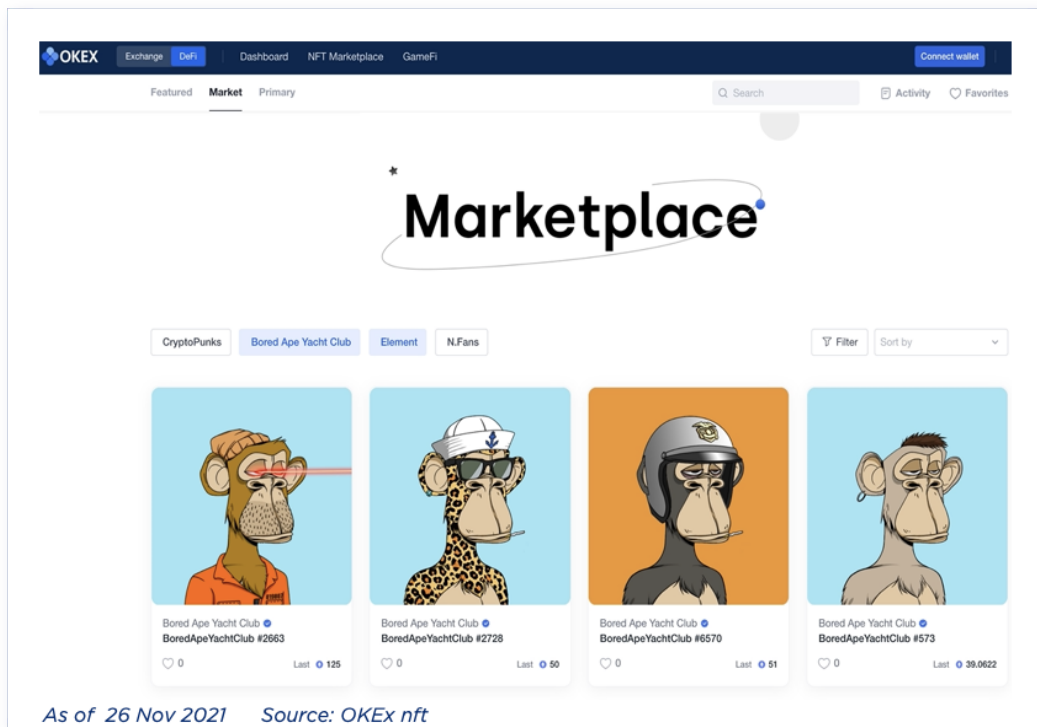 OKEX Exchange DeFi Dashboard NFT Marketplace GameFi Connect wallet
Featured Market Primary Search Activity Favorites
Marketplace
CryptoPunks Bored Ape Yacht Club Element N.Fans Filter Sort by
Bored Ape Yacht Club Bored Ape Yacht Club Bored Ape Yacht Club Bored Ape Yacht Club
BoredApeYachtClub #2663 BoredApeYachtClub #2728 BoredApeYachtClub #6570 BoredApeYachtClub #573
0 Last 125 0 Last 50 0 Last 51 0 Last 39.0622
As of 26 Nov 2021 Source: OKEx nft